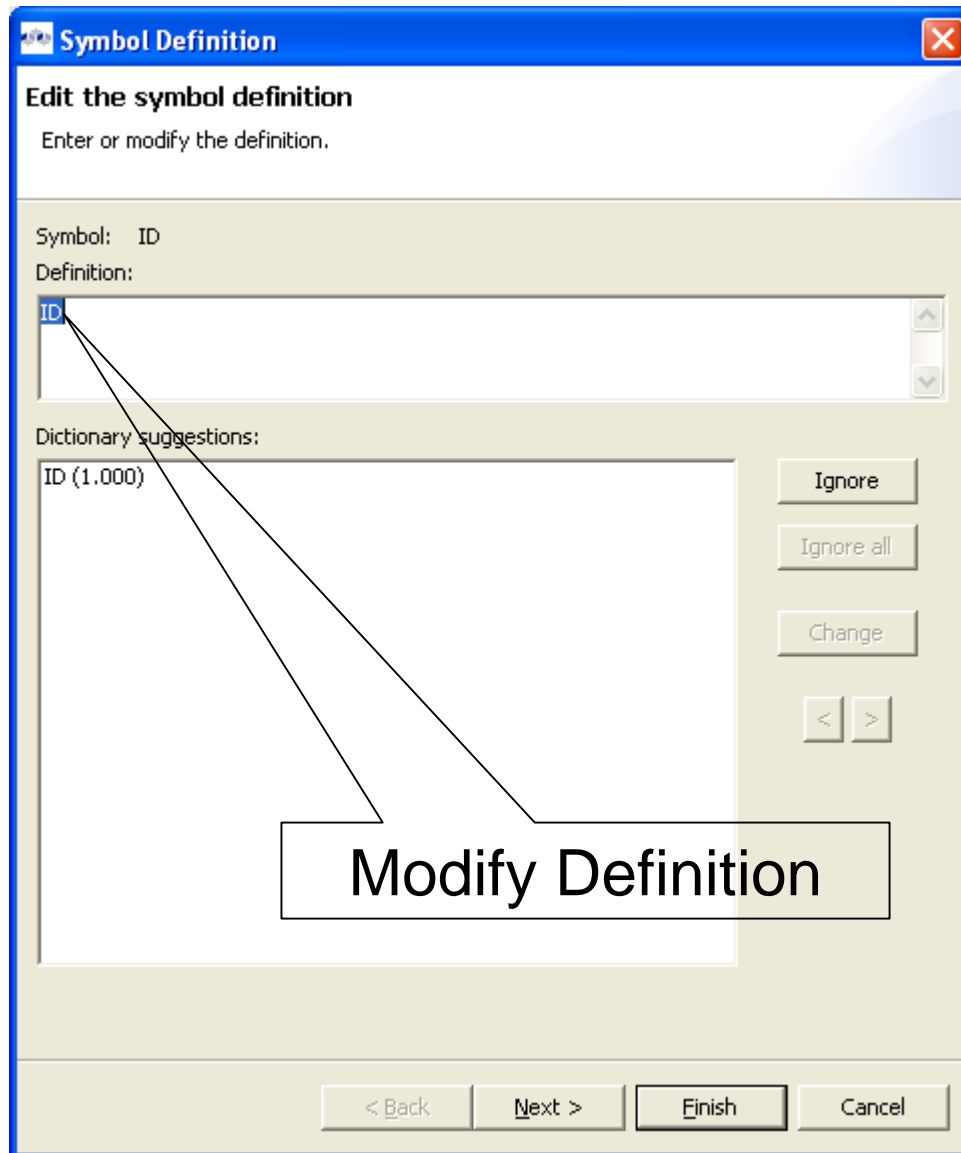 Symbol Definition
Edit the symbol definition
Enter or modify the definition.
Symbol: ID
Definition:
ID
Dictionary suggestions:
ID (1.000)
Ignore
Ignore all
Change
< >
Modify Definition
< Back Next > Finish Cancel